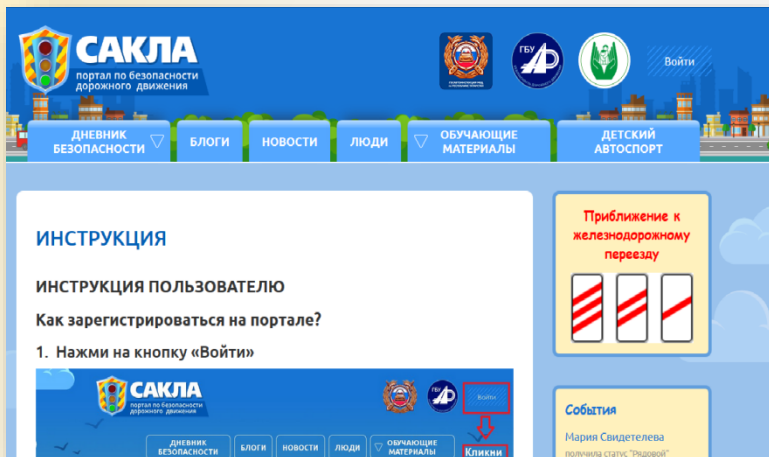 САКЛА
портал по безопасности
дорожного движения
ГБУ
Войти
ДНЕВНИК
БЕЗОПАСНОСТИ
БЛОГИ
НОВОСТИ
ЛЮДИ
ОБУЧАЮЩИЕ
МАТЕРИАЛЫ
ДЕТСКИЙ
АВТОСПОРТ
ИНСТРУКЦИЯ
ИНСТРУКЦИЯ ПОЛЬЗОВАТЕЛЮ
Как зарегистрироваться на портале?
1. Нажми на кнопку «Войти»
САКЛА
портал по безопасности
дорожного движения
ГБУ
Войти
ДНЕВНИК
БЕЗОПАСНОСТИ
БЛОГИ
НОВОСТИ
ЛЮДИ
ОБУЧАЮЩИЕ
МАТЕРИАЛЫ
Кликни
Приближение к
железнодорожному
переезду
События
Мария Свидетелева
получила статус "Рядовой"